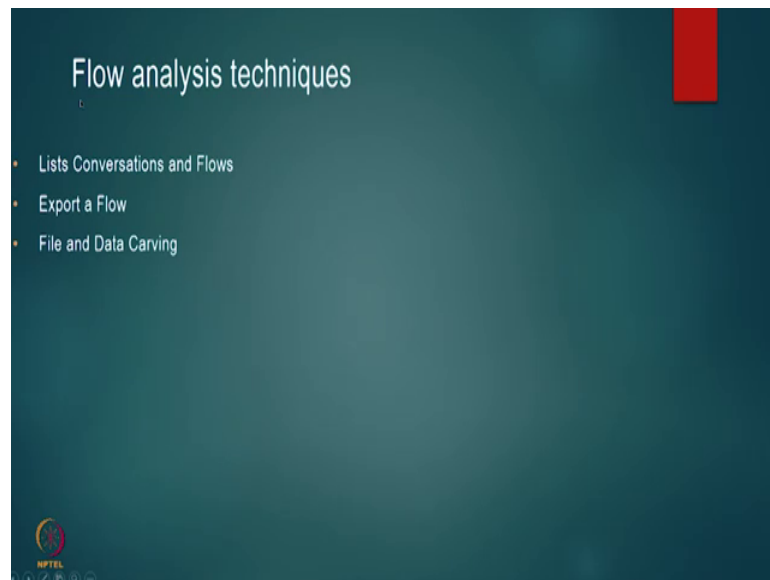 Flow analysis techniques
• Lists Conversations and Flows
• Export a Flow
• File and Data Carving
NPTEL